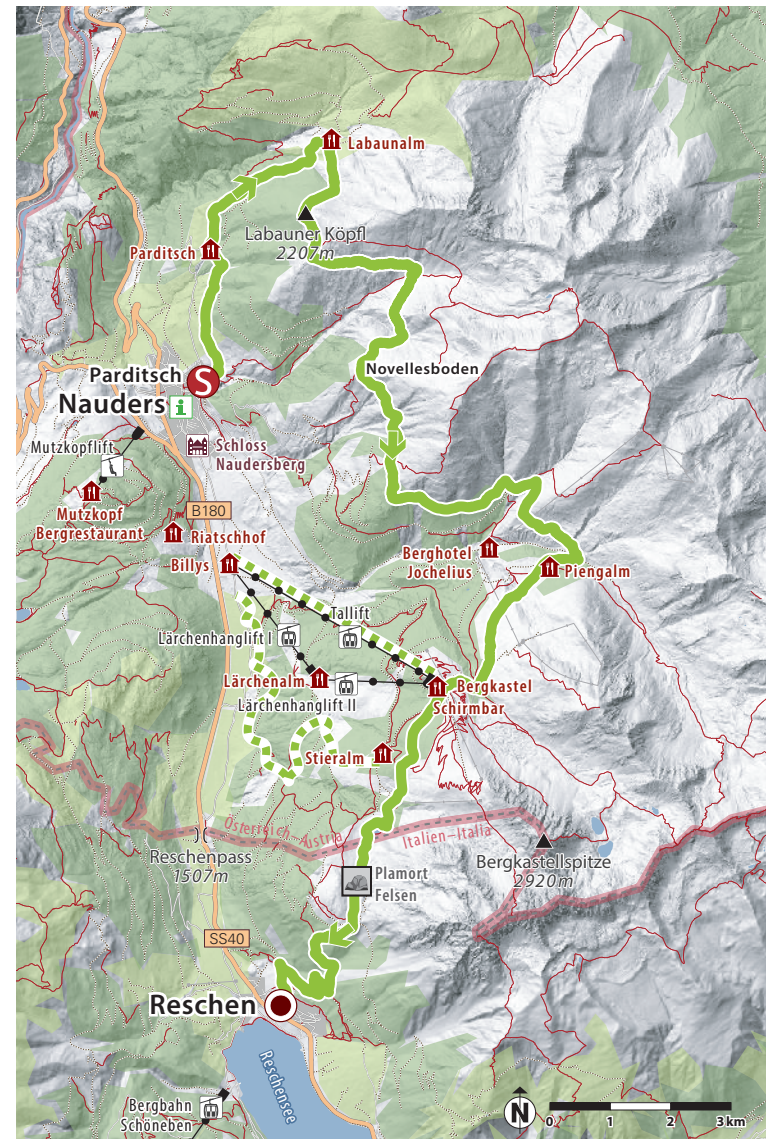 Labaunalm
Labauner Köpfl
2207m
Parditsch
Novellesboden
Parditsch
S
Nauders
i
Mutzkopflift
Schloss
Naudersberg
Mutzkopf
Bergrestaurant
B180
Riatschhof
Billys
Berghotel
Jochelius
Piengalm
Tallift
Lärchenhanglift I
Lärchenalm
Lärchenhanglift II
Bergkastel
Schirmbar
Stieralm
Österreich–Austria
Italien–Italia
Reschenpass
1507m
Bergkastellspitze
2920m
Plamort
Felsen
SS40
Reschen
Reschensee
Bergbahn
Schöneben
N
0 1 2 3 km